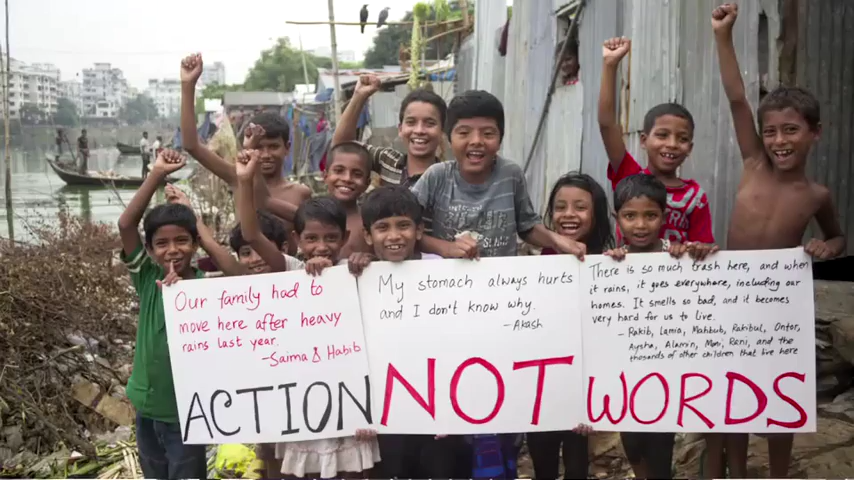 Our family had to
move here after heavy
rains last year.
-Saima & Habib
ACTION
My stomach always hurts
and I don't know why.
-Akash
NOT
There is so much trash here, and when
it rains, it goes everywhere, including our
homes. It smells so bad, and it becomes
very hard for us to live.
-Rakib, Lamia, Mahbub, Rakibul, Ontor,
Aysha, Alamin, Moni, Rani, and the
thousands of other children that live here
WORDS